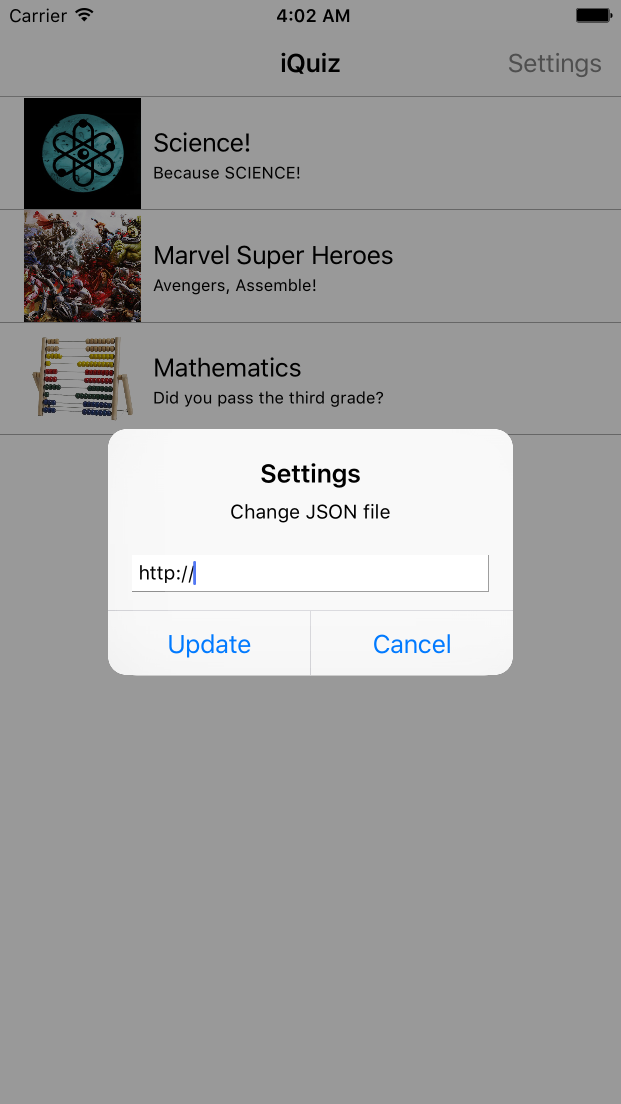 Carrier 4:02 AM
iQuiz Settings
Science!
Because SCIENCE!
Marvel Super Heroes
Avengers, Assemble!
Mathematics
Did you pass the third grade?
Settings
Change JSON file
http://
Update Cancel